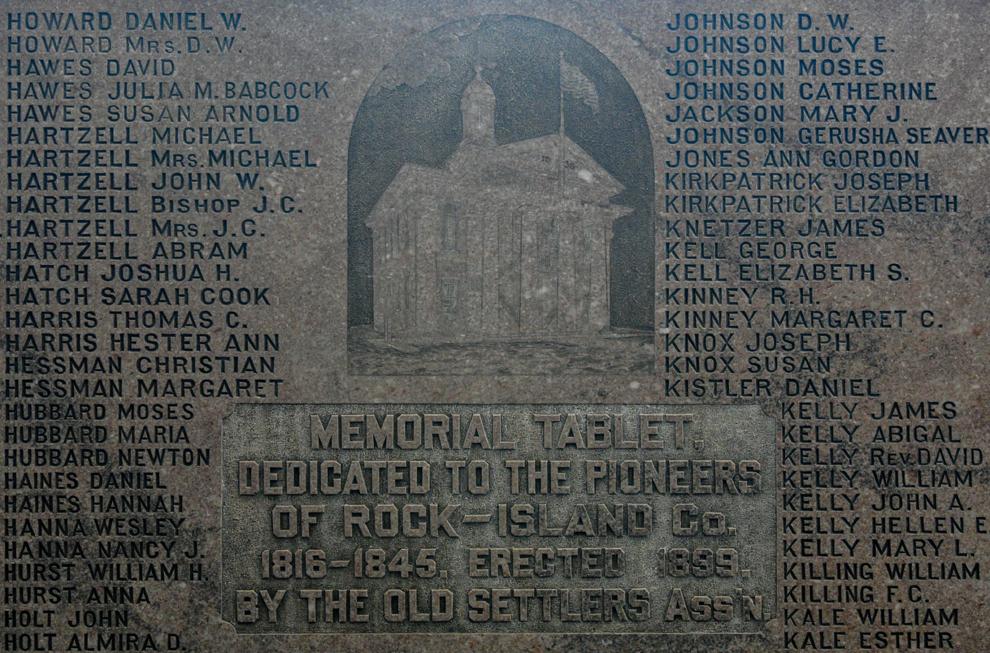 HOWARD DANIEL W.
HOWARD MRS. D. W.
HAWES DAVID
HAWES JULIA M. BABCOCK
HAWES SUSAN ARNOLD
HARTZELL MICHAEL
HARTZELL MRS. MICHAEL
HARTZELL JOHN W.
HARTZELL BISHOP J. C.
HARTZELL MRS. J. C.
HARTZELL ABRAM
HATCH JOSHUA H.
HATCH SARAH COOK
HARRIS THOMAS C.
HARRIS HESTER ANN
HESSMAN CHRISTIAN
HESSMAN MARGARET
HUBBARD MOSES
HUBBARD MARIA
HUBBARD NEWTON
HAINES DANIEL
HAINES HANNAH
HANNA WESLEY
HANNA NANCY J.
HURST WILLIAM H.
HURST ANNA
HOLT JOHN
HOLT ALMIRA D.
MEMORIAL TABLET,
DEDICATED TO THE PIONEERS
OF ROCK-ISLAND Co.
1816-1845. ERECTED 1899.
BY THE OLD SETTLERS ASS'N.
JOHNSON D. W.
JOHNSON LUCY E.
JOHNSON MOSES
JOHNSON CATHERINE
JACKSON MARY J.
JOHNSON GERUSHA SEAVER
JONES ANN GORDON
KIRKPATRICK JOSEPH
KIRKPATRICK ELIZABETH
KNETZER JAMES
KELL GEORGE
KELL ELIZABETH S.
KINNEY R. H.
KINNEY MARGARET C.
KNOX JOSEPH
KNOX SUSAN
KISTLER DANIEL
KELLY JAMES
KELLY ABIGAL
KELLY REV. DAVID
KELLY WILLIAM
KELLY JOHN A.
KELLY HELLEN E
KELLY MARY L.
KILLING WILLIAM
KILLING F. C.
KALE WILLIAM
KALE ESTHER